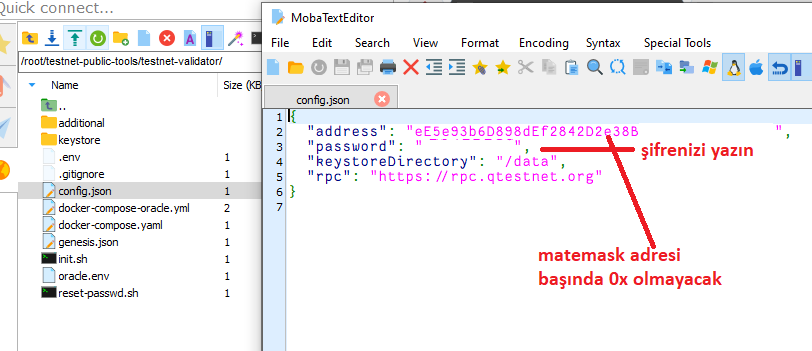 Quick connect...
/root/testnet-public-tools/testnet-validator/
Name Size (KB)
..
additional
keystore
.env 1
.gitignore 1
config.json 1
docker-compose-oracle.yml 2
docker-compose.yaml 1
genesis.json 1
init.sh 1
oracle.env 1
reset-passwd.sh 1
MobaTextEditor
File Edit Search View Format Encoding Syntax Special Tools
config.json
1 {
2 "address": "eE5e93b6D898dEf2842D2e38B ",
3 "password": " ",
4 "keystoreDirectory": "/data",
5 "rpc": "https://rpc.qtestnet.org"
6 }
7
şifrenizi yazın
matemask adresi
başında 0x olmayacak